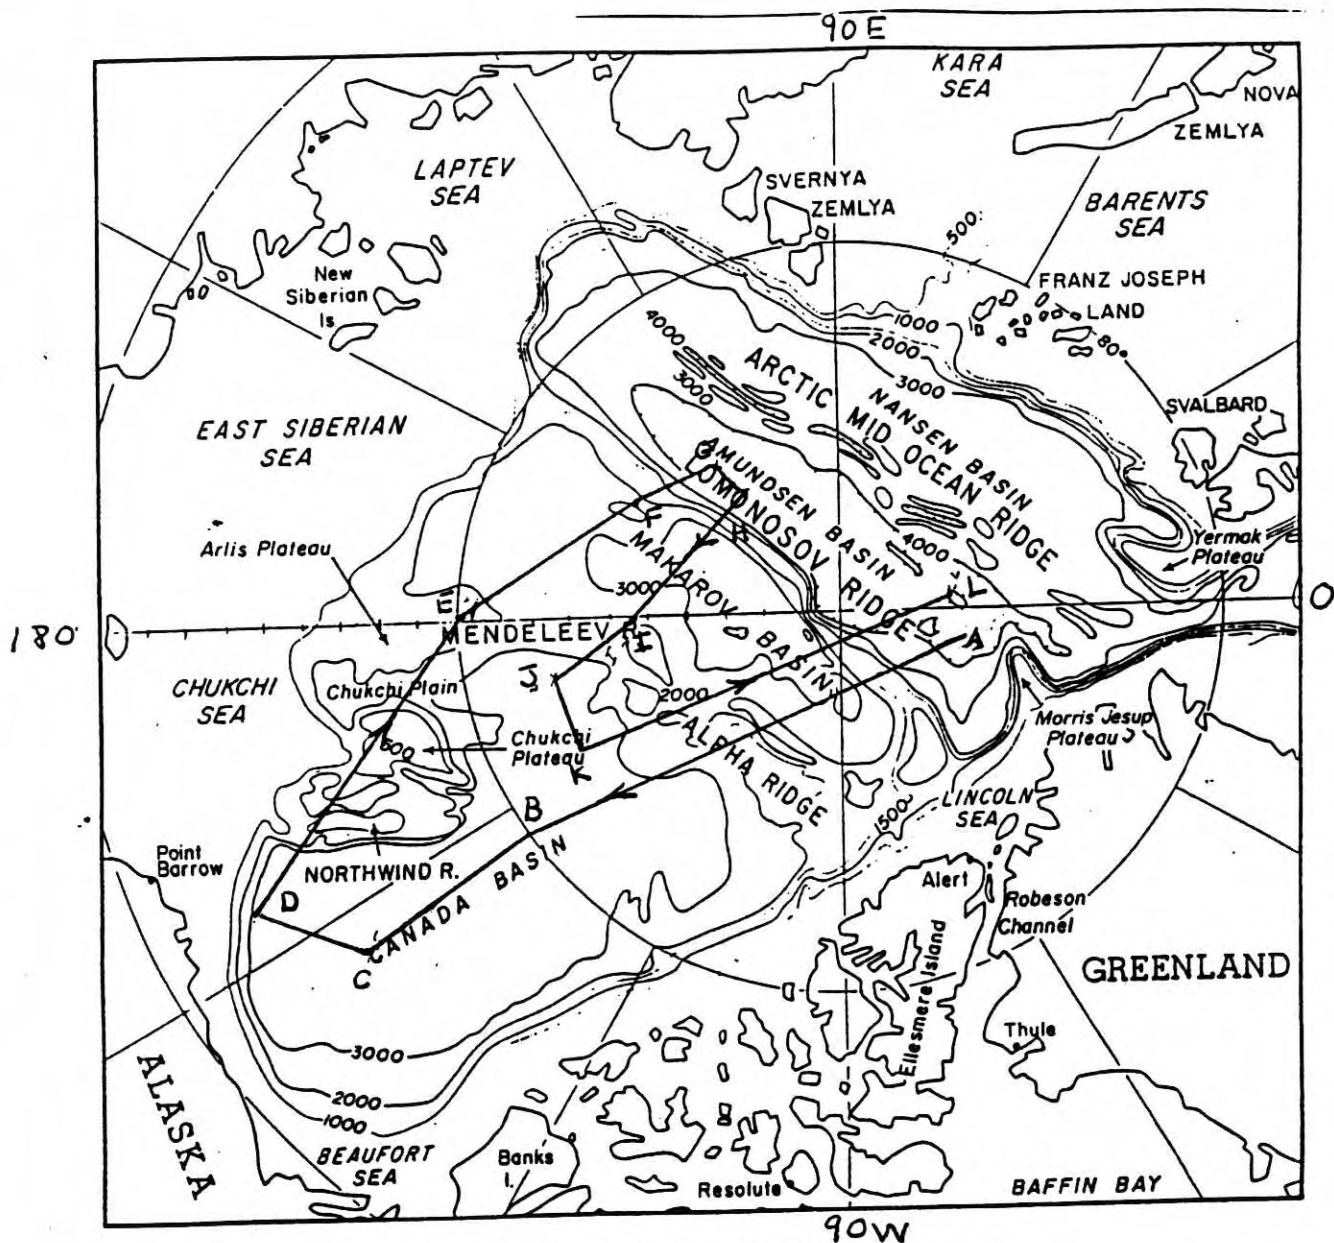 90E
KARA
SEA
NOVA
ZEMLYA
LAPTEV
SEA
SVERNYA
ZEMLYA
BARENTS
SEA
500
New
Siberian
Is.
FRANZ JOSEPH
LAND
80°
1000
2000
3000
4000
3000
ARCTIC MID OCEAN RIDGE
NANSEN BASIN
SVALBARD
EAST SIBERIAN
SEA
G
AMUNDSEN BASIN
LOMONOSOV RIDGE
4000
Yermak
Plateau
Arlis Plateau
F
H
MAKAROV BASIN
3000
L
A
0
180
E
MENDELEEV
I
J
CHUKCHI
SEA
Chukchi Plain
500
Chukchi
Plateau
K
2000
ALPHA RIDGE
Morris Jesup
Plateau
B
LINCOLN
SEA
1500
Point
Barrow
NORTHWIND R.
D
CANADA BASIN
C
Alert
Robeson
Channel
Ellesmere Island
GREENLAND
Thule
3000
2000
1000
ALASKA
BEAUFORT
SEA
Banks
I.
Resolute
BAFFIN BAY
90W